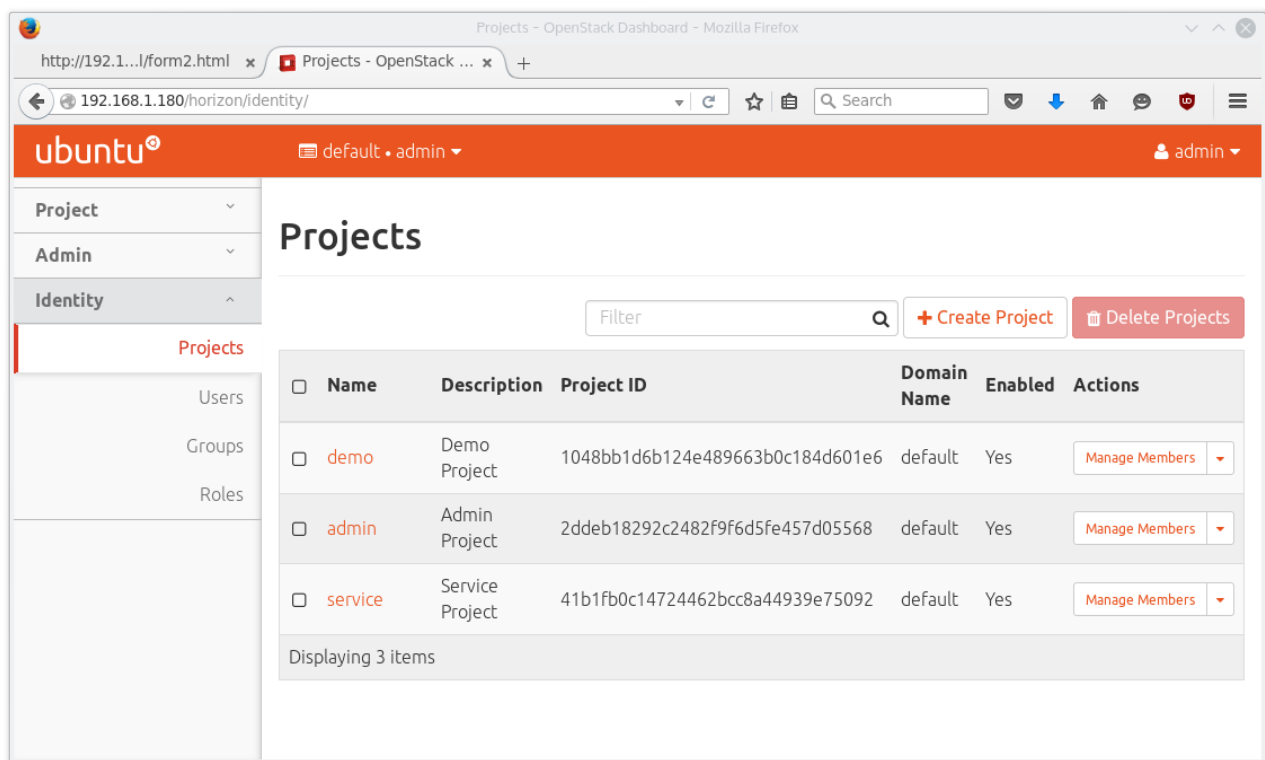 Projects - OpenStack Dashboard - Mozilla Firefox
http://192.1...l/form2.html x Projects - OpenStack ... x +
192.168.1.180/horizon/identity/ Search
ubuntu default • admin admin
Project
Admin
Identity
Projects
Users
Groups
Roles
Projects
Filter Create Project Delete Projects
Name Description Project ID Domain Name Enabled Actions
demo Demo Project 1048bb1d6b124e489663b0c184d601e6 default Yes Manage Members
admin Admin Project 2ddeb18292c2482f9f6d5fe457d05568 default Yes Manage Members
service Service Project 41b1fb0c14724462bcc8a44939e75092 default Yes Manage Members
Displaying 3 items